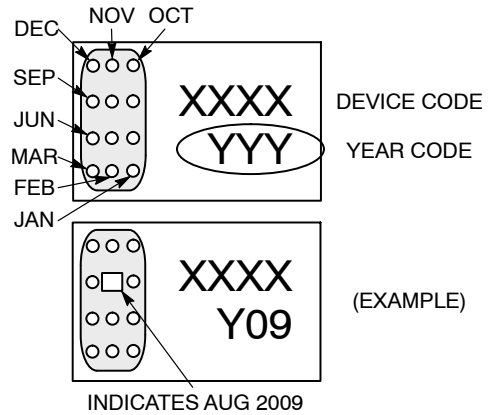 NOV OCT
DEC
SEP
XXXX DEVICE CODE
JUN
YYY YEAR CODE
MAR
FEB
JAN
XXXX
Y09 (EXAMPLE)
INDICATES AUG 2009